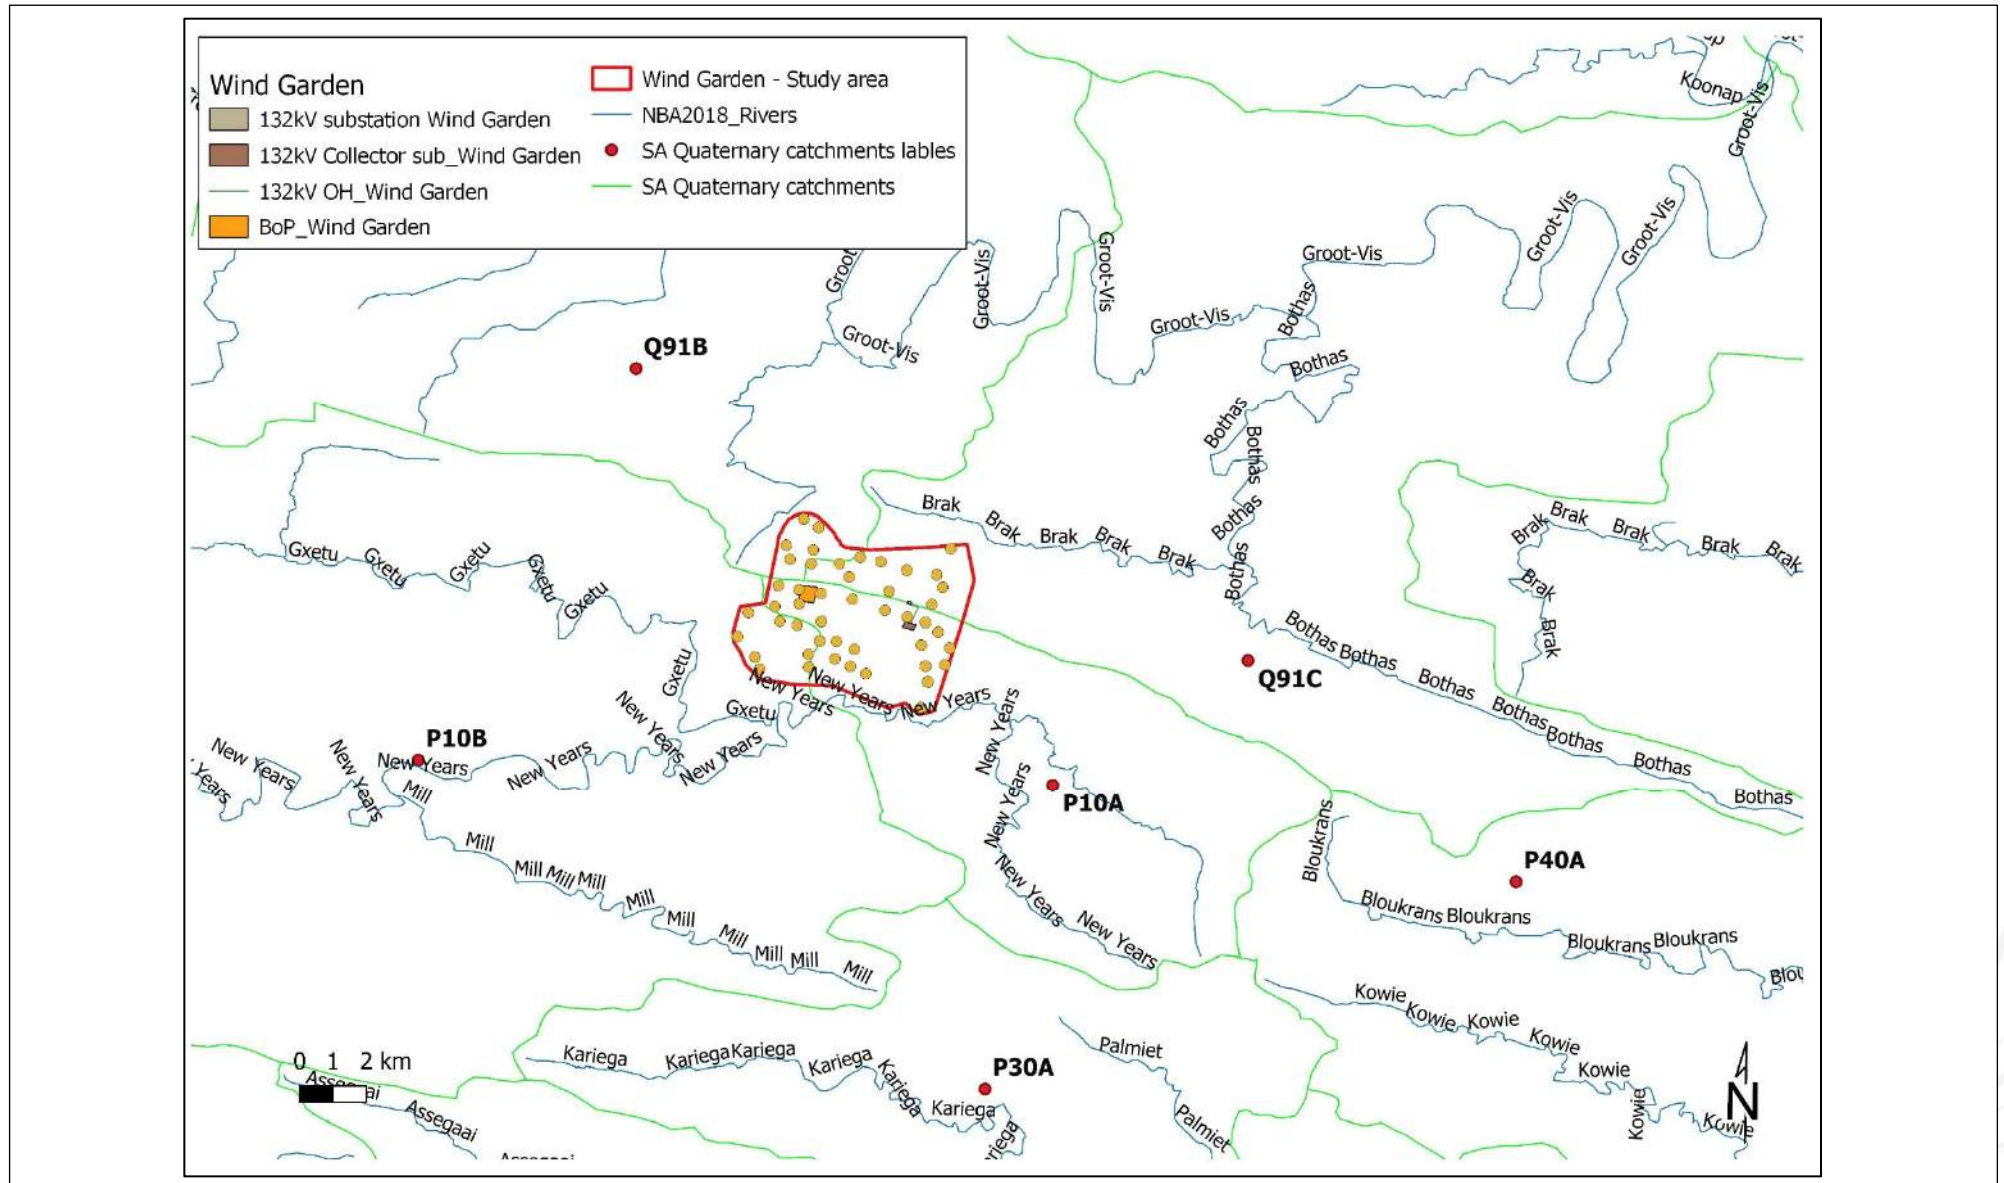 Wind Garden
132kV substation Wind Garden
132kV Collector sub_Wind Garden
132kV OH_Wind Garden
BoP_Wind Garden
Wind Garden - Study area
NBA2018_Rivers
SA Quaternary catchments lables
SA Quaternary catchments
Koonap
Groot-Vis
Groot-Vis
Groot-Vis
Groot-Vis
Groot-Vis
Groot-Vis
Groot
Groot-Vis
Groot-Vis
Bothas
Bothas
Q91B
Bothas
Bothas
Bothas
Bothas
Brak
Brak
Brak
Brak
Brak
Brak
Brak
Brak
Brak
Brak
Brak
Brak
Gxetu
Gxetu
Gxetu
Gxetu
Gxetu
Gxetu
Gxetu
Bothas
Bothas
Bothas
Bothas
Bothas
Bothas
Bothas
Q91C
New Years
New Years
New Years
New Years
New Years
New Years
New Years
New Years
P10B
New Years
New Years
New Years
Years
Mill
P10A
New Years
New Years
Mill
Mill
Mill
Mill
Mill
Mill
Mill
Mill
Mill
Mill
Bloukrans
P40A
Bloukrans
Bloukrans
Bloukrans
Bloukrans
Blou
Kowie
Kowie
Kowie
Kowie
Kowie
Kowie
Kowie
Palmiet
Palmiet
Kariega
Kariega
Kariega
Kariega
Kariega
Kariega
riega
P30A
0 1 2 km
Assegaai
Assegaai
N